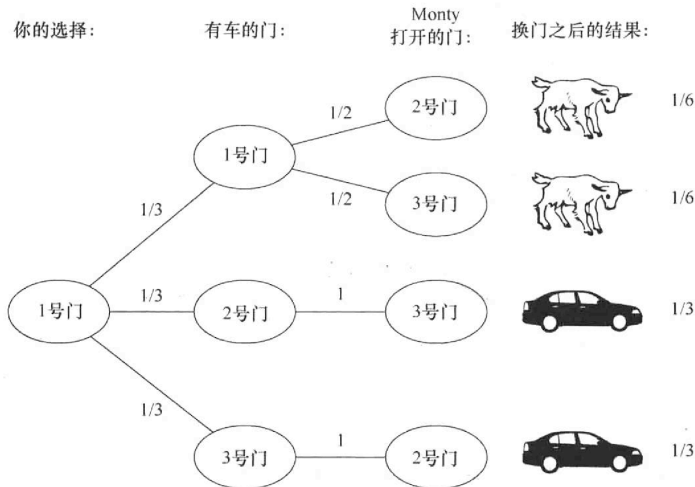 你的选择：
有车的门：
Monty
打开的门：
换门之后的结果：
1/2
2号门
1/6
1号门
1/2
3号门
1/6
1/3
1号门
1/3
2号门
1
3号门
1/3
1/3
3号门
1
2号门
1/3